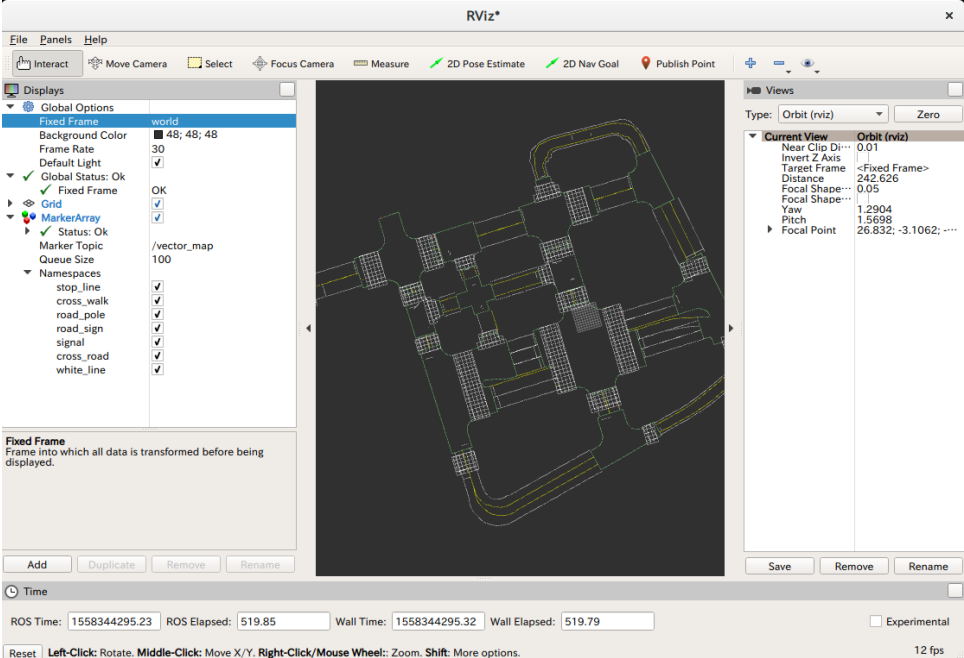 RViz*
File Panels Help
Interact Move Camera Select Focus Camera Measure 2D Pose Estimate 2D Nav Goal Publish Point
Displays
Global Options
Fixed Frame world
Background Color 48; 48; 48
Frame Rate 30
Default Light
Global Status: Ok
Fixed Frame OK
Grid
MarkerArray
Status: Ok
Marker Topic /vector_map
Queue Size 100
Namespaces
stop_line
cross_walk
road_pole
road_sign
signal
cross_road
white_line
Fixed Frame
Frame into which all data is transformed before being
displayed.
Add Duplicate Remove Rename
Views
Type: Orbit (rviz) Zero
Current View Orbit (rviz)
Near Clip Di··· 0.01
Invert Z Axis
Target Frame <Fixed Frame>
Distance 242.626
Focal Shape··· 0.05
Focal Shape···
Yaw 1.2904
Pitch 1.5698
Focal Point 26.832; -3.1062; -···
Save Remove Rename
Time
ROS Time: 1558344295.23 ROS Elapsed: 519.85 Wall Time: 1558344295.32 Wall Elapsed: 519.79 Experimental
Reset Left-Click: Rotate. Middle-Click: Move X/Y. Right-Click/Mouse Wheel:: Zoom. Shift: More options. 12 fps